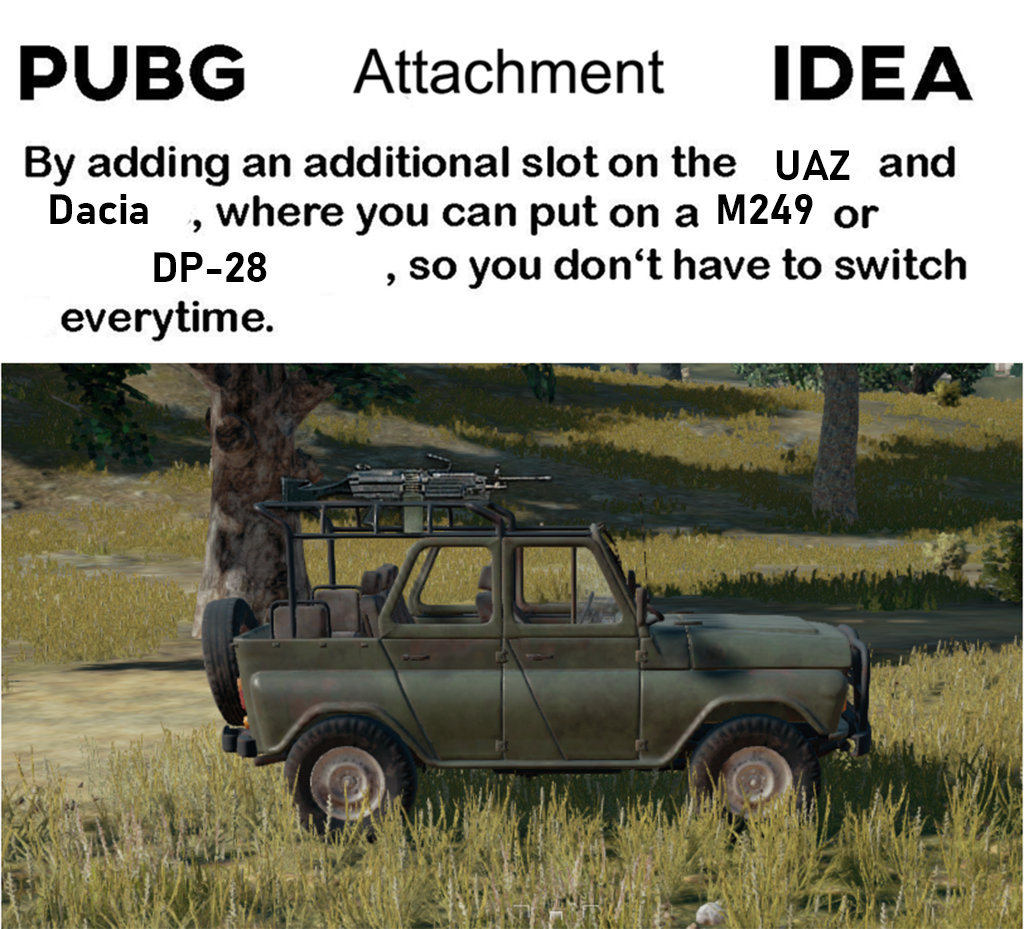 PUBG Attachment IDEA
By adding an additional slot on the UAZ and
Dacia , where you can put on a M249 or
DP-28 , so you don‘t have to switch
everytime.